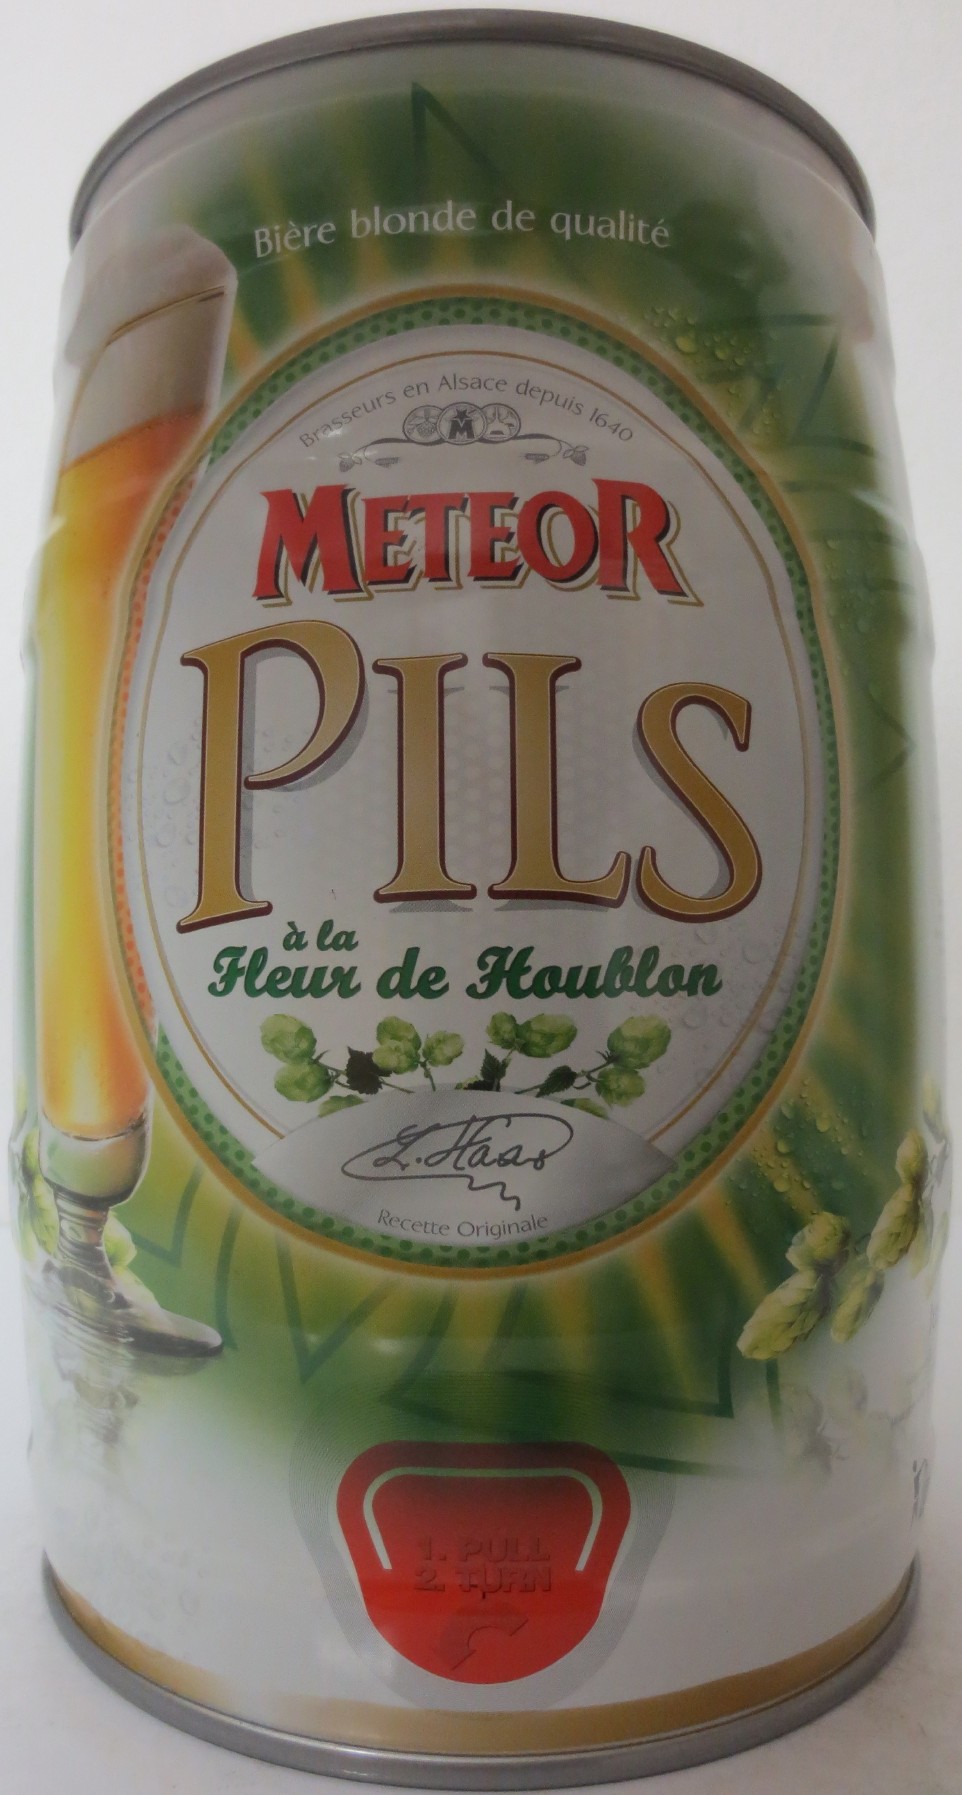 Bière blonde de qualité
Brasseurs en Alsace depuis 1640
M
METEOR
PILS
à la
Fleur de Houblon
L. Haas
Recette Originale
1. PULL
2. TURN